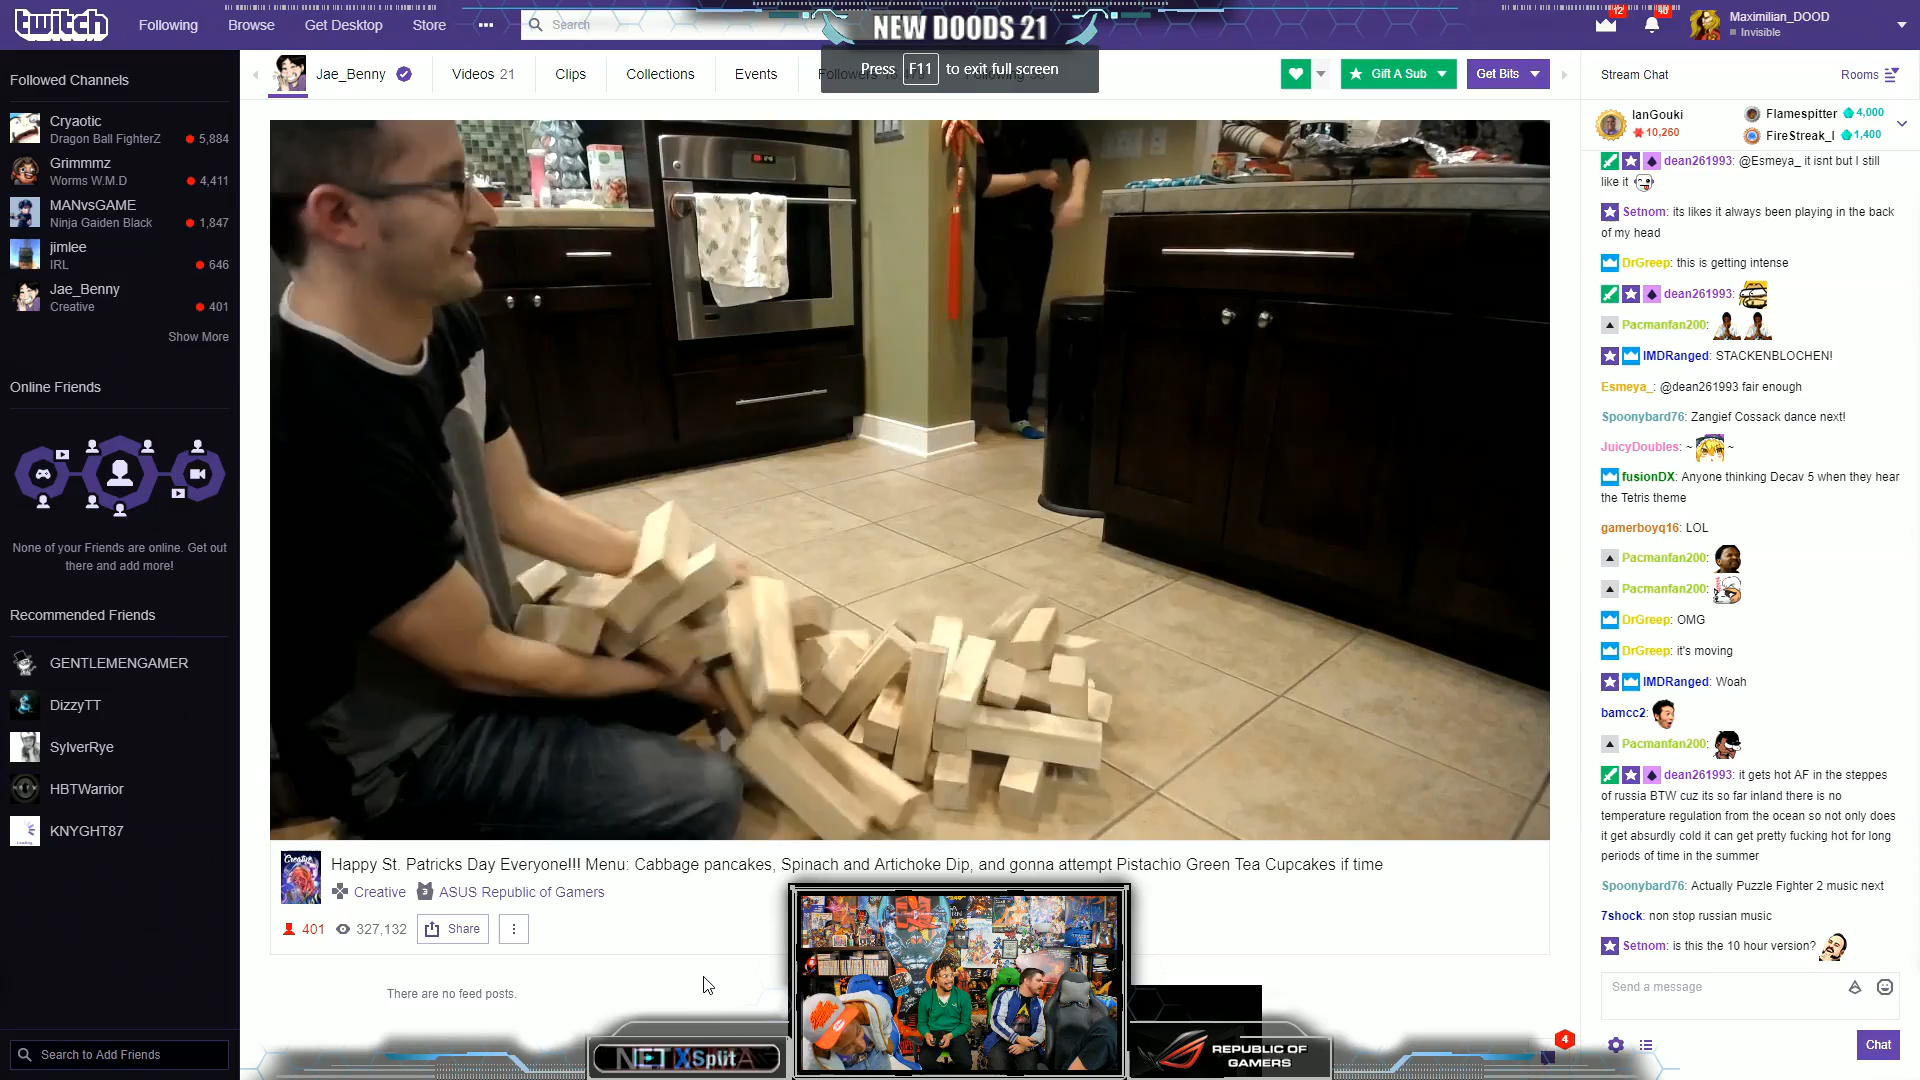 twitch
Following
Browse
Get Desktop
Store
Search
NEW DOODS 21
12
40
Maximilian_DOOD
Invisible
Followed Channels
Cryaotic
Dragon Ball FighterZ
5,884
Grimmmz
Worms W.M.D
4,411
MANvsGAME
Ninja Gaiden Black
1,847
jimlee
IRL
646
Jae_Benny
Creative
401
Show More
Online Friends
None of your Friends are online. Get out
there and add more!
Recommended Friends
GENTLEMENGAMER
DizzyTT
SylverRye
HBTWarrior
KNYGHT87
Search to Add Friends
Jae_Benny
Videos 21
Clips
Collections
Events
Press F11 to exit full screen
Gift A Sub
Get Bits
Happy St. Patricks Day Everyone!!! Menu: Cabbage pancakes, Spinach and Artichoke Dip, and gonna attempt Pistachio Green Tea Cupcakes if time
Creative
ASUS Republic of Gamers
401
327,132
Share
There are no feed posts.
XSplit
REPUBLIC OF
GAMERS
4
Stream Chat
Rooms
IanGouki
10,260
Flamespitter 4,000
FireStreak_I 1,400
dean261993: @Esmeya_ it isnt but I still
like it
Setnom: its likes it always been playing in the back
of my head
DrGreep: this is getting intense
dean261993:
Pacmanfan200:
IMDRanged: STACKENBLOCHEN!
Esmeya_: @dean261993 fair enough
Spoonybard76: Zangief Cossack dance next!
JuicyDoubles: ~ ~
fusionDX: Anyone thinking Decav 5 when they hear
the Tetris theme
gamerboyq16: LOL
Pacmanfan200:
Pacmanfan200:
DrGreep: OMG
DrGreep: it's moving
IMDRanged: Woah
bamcc2:
Pacmanfan200:
dean261993: it gets hot AF in the steppes
of russia BTW cuz its so far inland there is no
temperature regulation from the ocean so not only does
it get absurdly cold it can get pretty fucking hot for long
periods of time in the summer
Spoonybard76: Actually Puzzle Fighter 2 music next
7shock: non stop russian music
Setnom: is this the 10 hour version?
Send a message
Chat